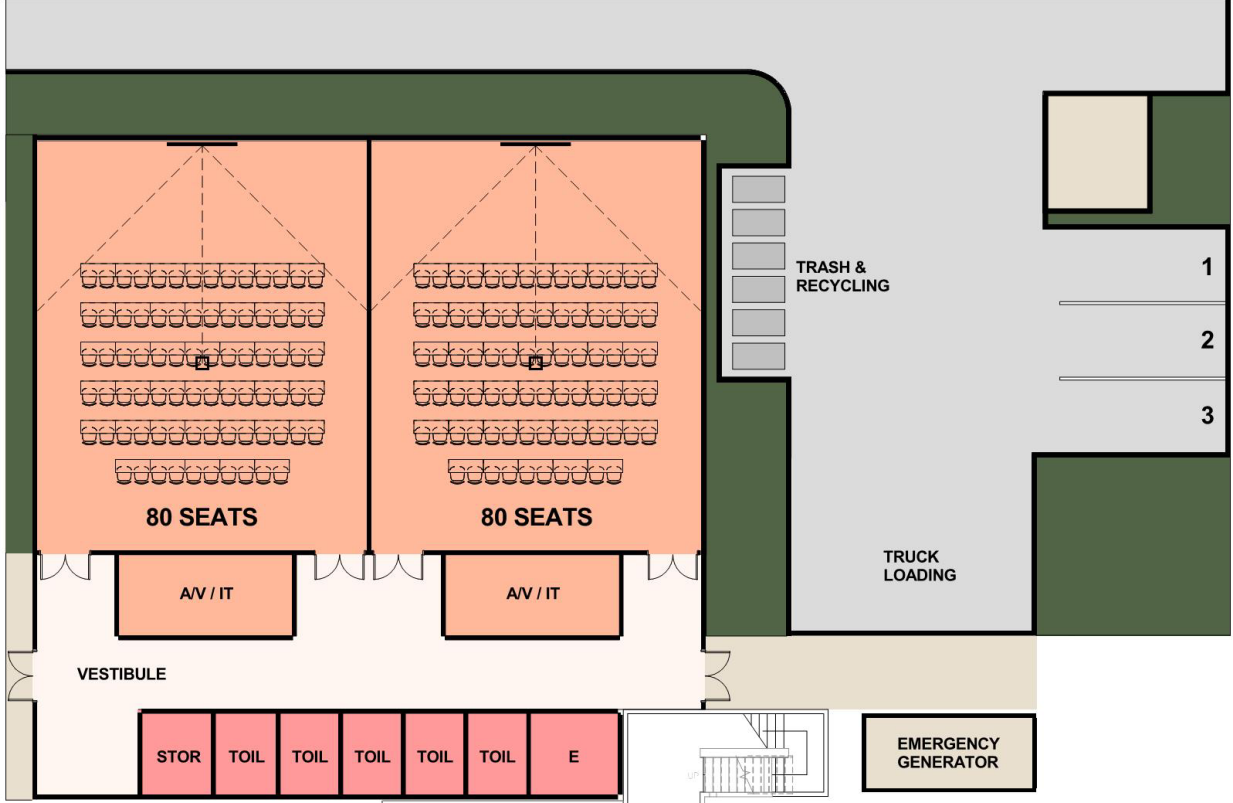 1
TRASH &
RECYCLING
2
3
80 SEATS
80 SEATS
TRUCK
LOADING
A/V / IT
A/V / IT
VESTIBULE
STOR
TOIL
TOIL
TOIL
TOIL
TOIL
E
EMERGENCY
GENERATOR